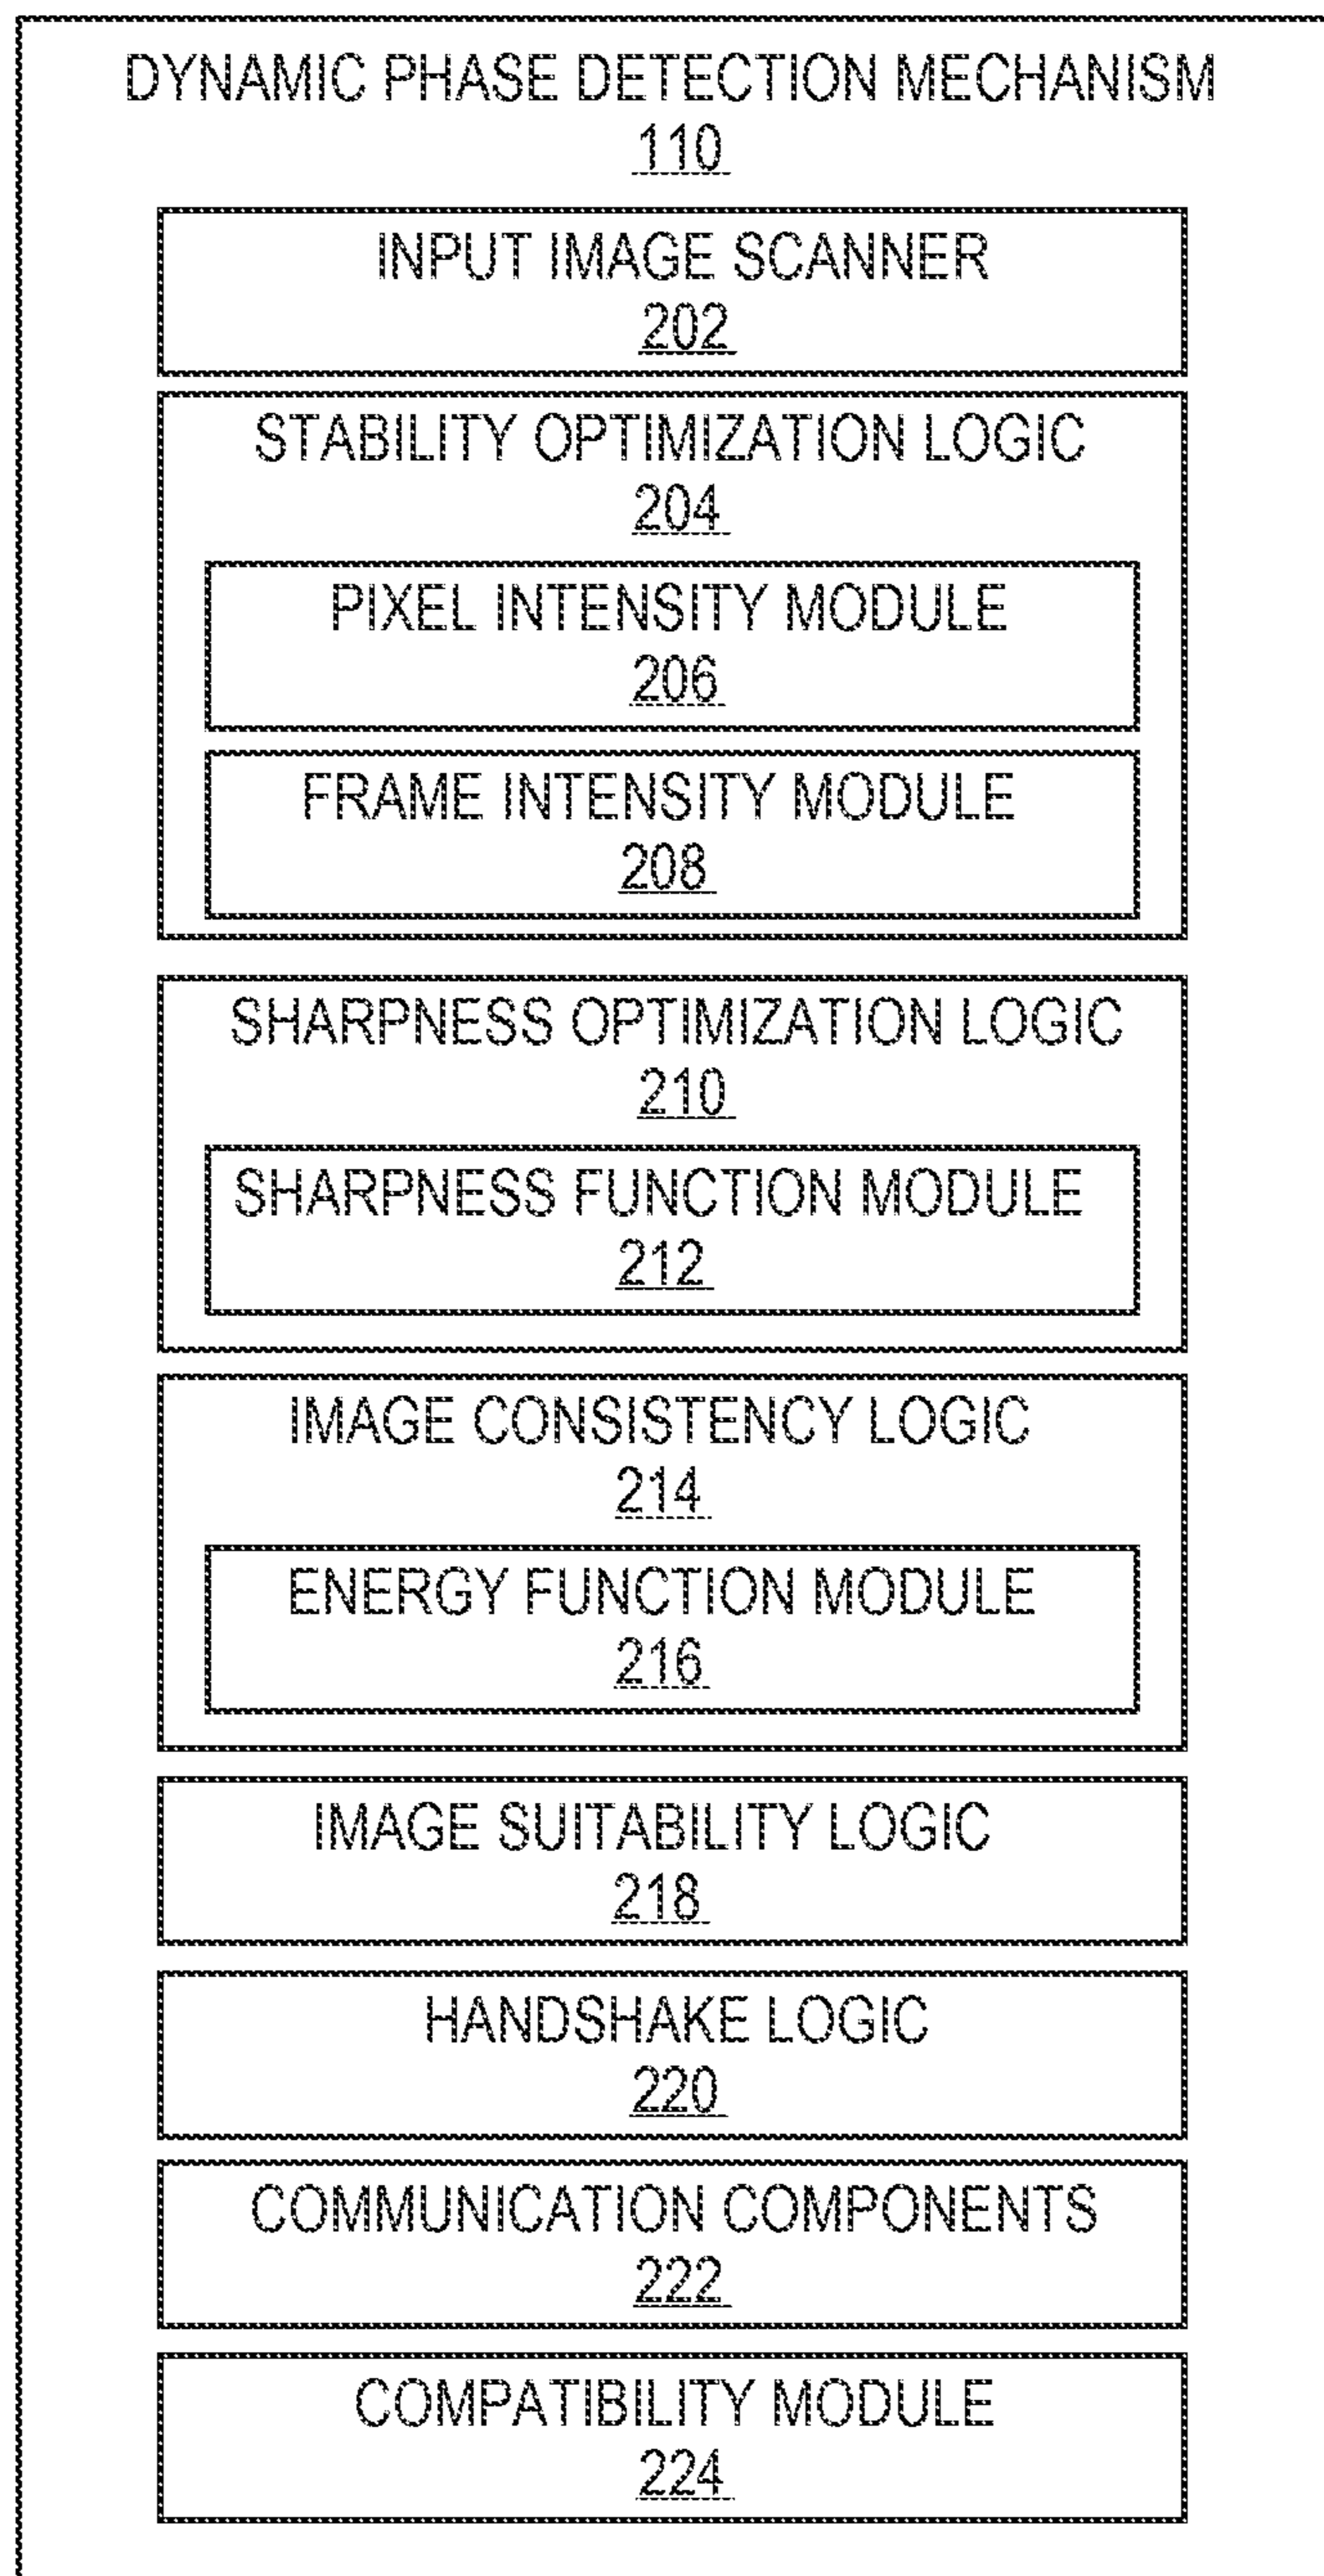 DYNAMIC PHASE DETECTION MECHANISM
110
INPUT IMAGE SCANNER
202
STABILITY OPTIMIZATION LOGIC
204
PIXEL INTENSITY MODULE
206
FRAME INTENSITY MODULE
208
SHARPNESS OPTIMIZATION LOGIC
210
SHARPNESS FUNCTION MODULE
212
IMAGE CONSISTENCY LOGIC
214
ENERGY FUNCTION MODULE
216
IMAGE SUITABILITY LOGIC
218
HANDSHAKE LOGIC
220
COMMUNICATION COMPONENTS
222
COMPATIBILITY MODULE
224